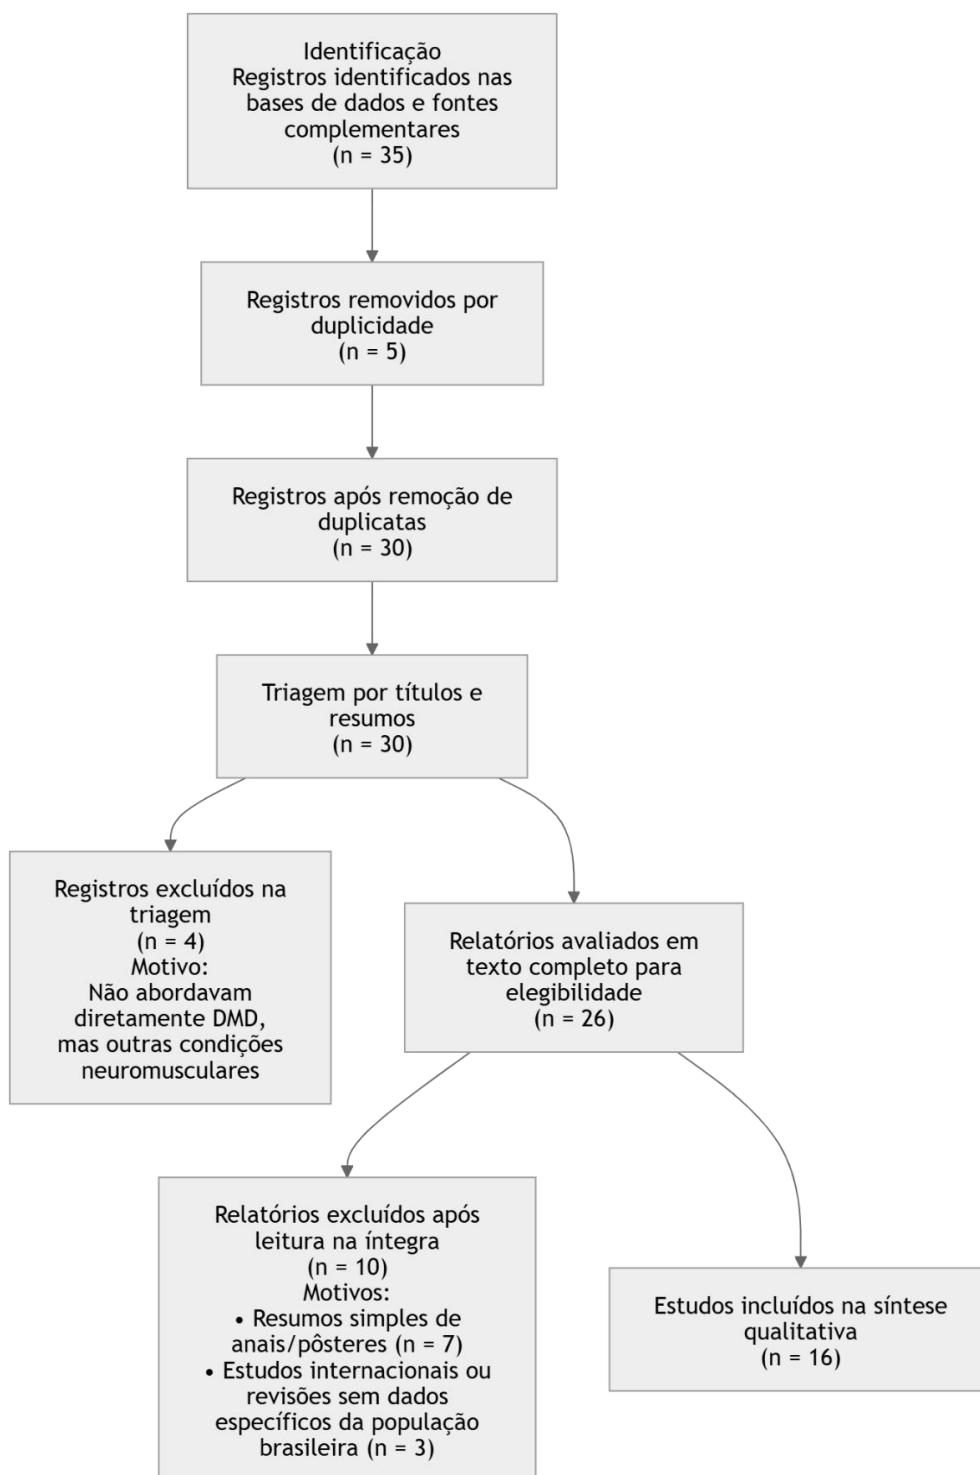 Identificação
Registros identificados nas
bases de dados e fontes
complementares
(n = 35)
Registros removidos por
duplicidade
(n = 5)
Registros após remoção de
duplicatas
(n = 30)
Triagem por títulos e
resumos
(n = 30)
Registros excluídos na
triagem
(n = 4)
Motivo:
Não abordavam
diretamente DMD,
mas outras condições
neuromusculares
Relatórios avaliados em
texto completo para
elegibilidade
(n = 26)
Relatórios excluídos após
leitura na íntegra
(n = 10)
Motivos:
• Resumos simples de
anais/pôsteres (n = 7)
• Estudos internacionais ou
revisões sem dados
específicos da população
brasileira (n = 3)
Estudos incluídos na síntese
qualitativa
(n = 16)